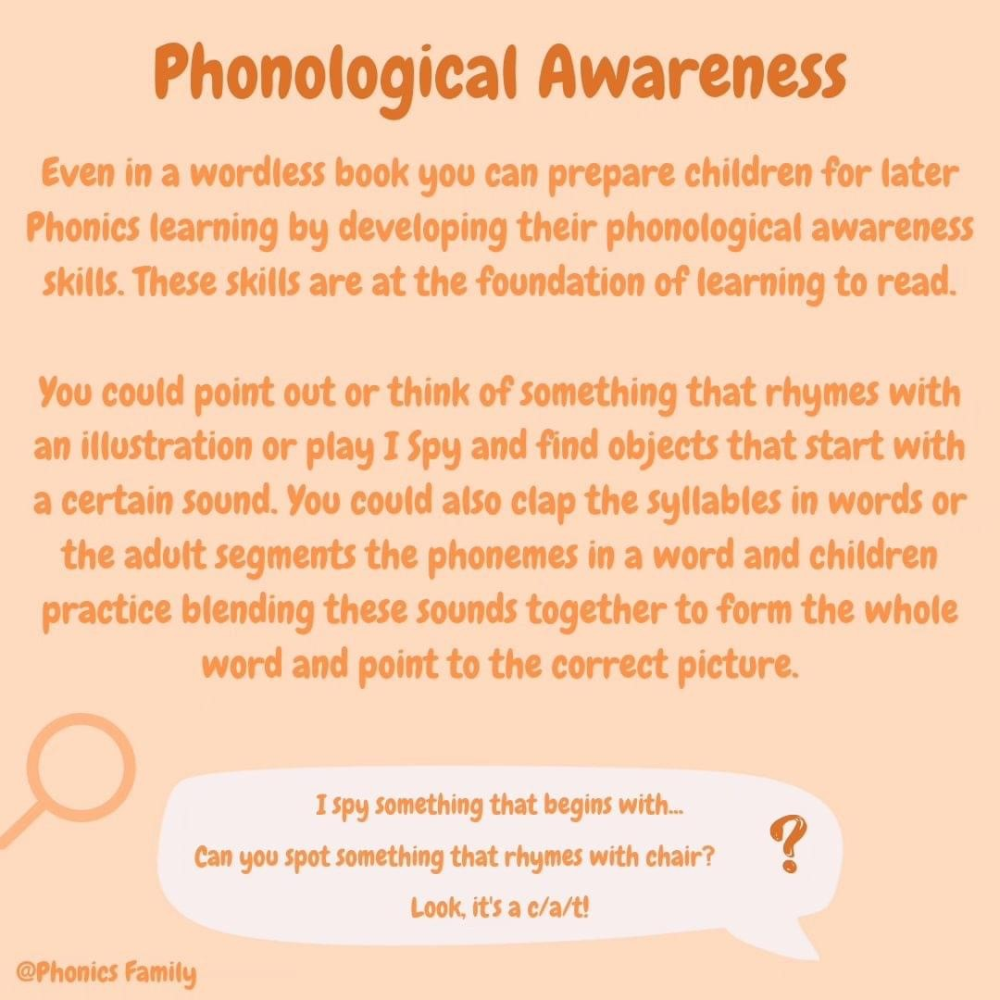 Phonological Awareness
Even in a wordless book you can prepare children for later
Phonics learning by developing their phonological awareness
skills. These skills are at the foundation of learning to read.
You could point out or think of something that rhymes with
an illustration or play I Spy and find objects that start with
a certain sound. You could also clap the syllables in words or
the adult segments the phonemes in a word and children
practice blending these sounds together to form the whole
word and point to the correct picture.
I spy something that begins with...
Can you spot something that rhymes with chair?
?
Look, it's a c/a/t!
@Phonics Family